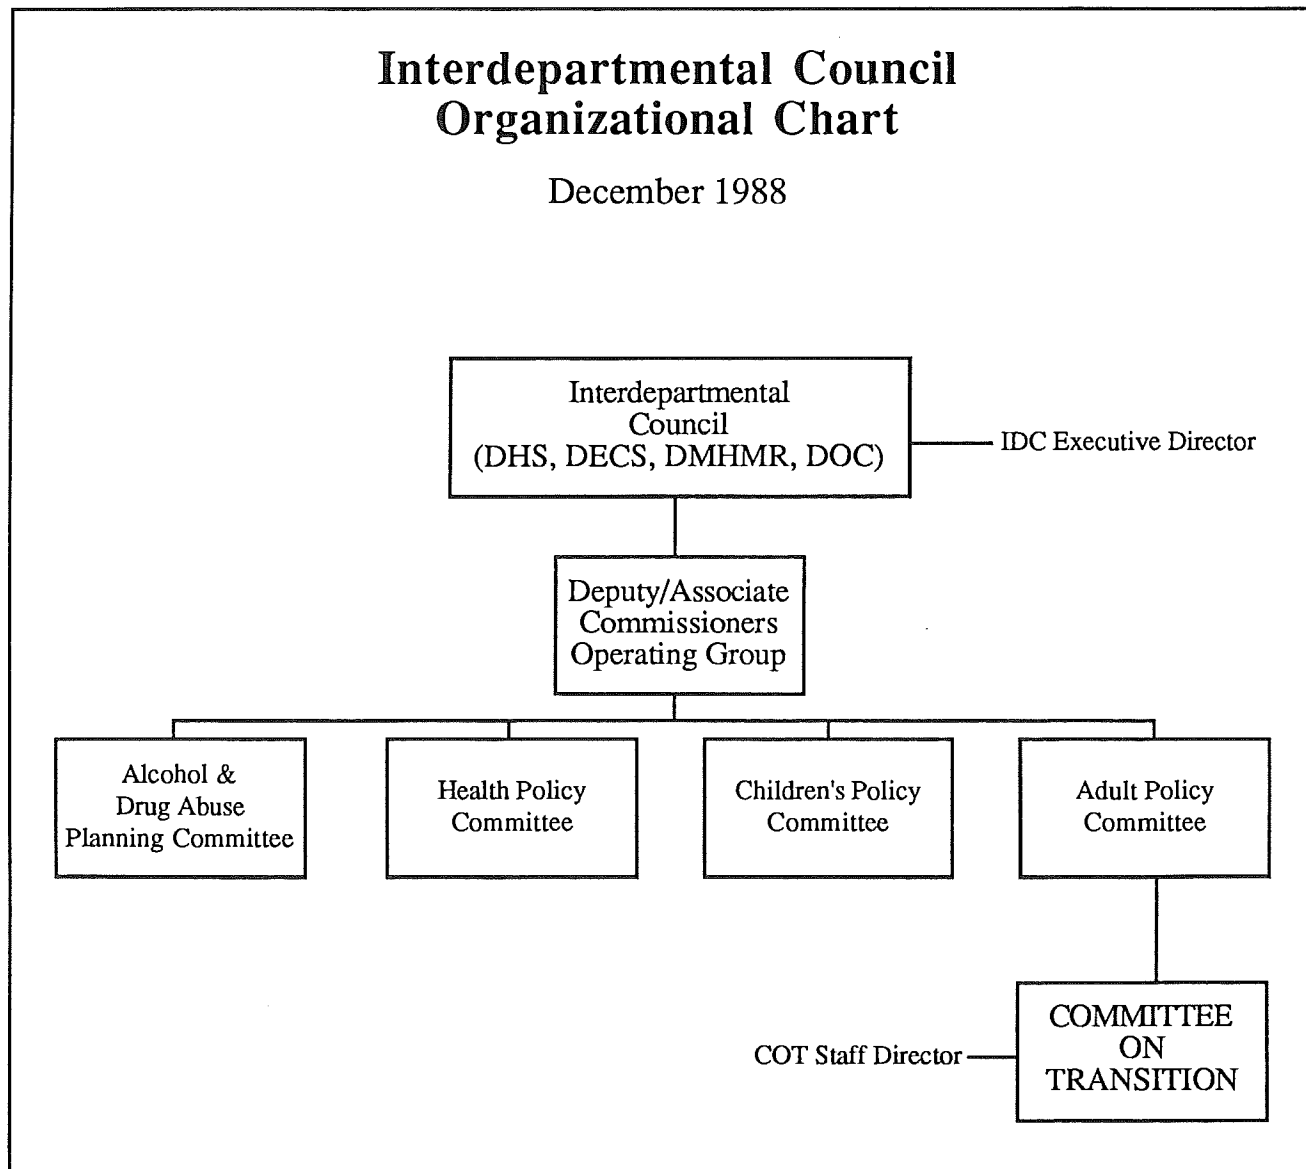 Interdepartmental Council
Organizational Chart
December 1988
Interdepartmental
Council
(DHS, DECS, DMHMR, DOC)
IDC Executive Director
Deputy/Associate
Commissioners
Operating Group
Alcohol &
Drug Abuse
Planning Committee
Health Policy
Committee
Children's Policy
Committee
Adult Policy
Committee
COT Staff Director
COMMITTEE
ON
TRANSITION